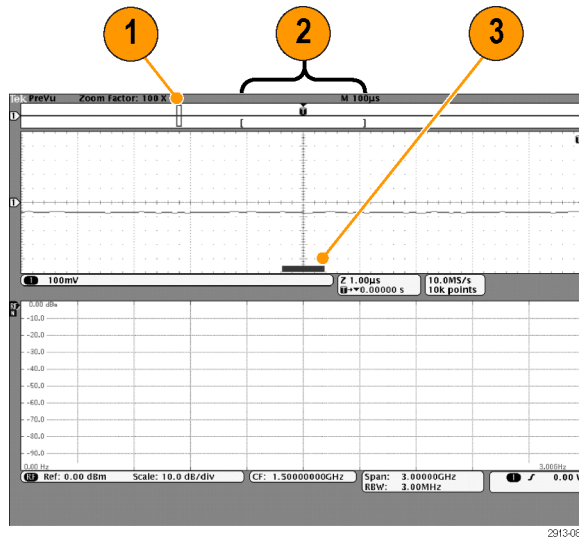 1 2 3
Tek PreVu Zoom Factor: 100 X M 100µs
1
[ ]
1
1 100mV
Z 1.00µs 10.0MS/s
T→▼0.00000 s 10k points
0.00 dBm
-10.0
-20.0
-30.0
-40.0
-50.0
-60.0
-70.0
-80.0
-90.0
0.00 Hz 3.00GHz
RF Ref: 0.00 dBm Scale: 10.0 dB/div CF: 1.50000000GHz Span: 3.00000GHz 1 0.00 V
RBW: 3.00MHz
2913-08